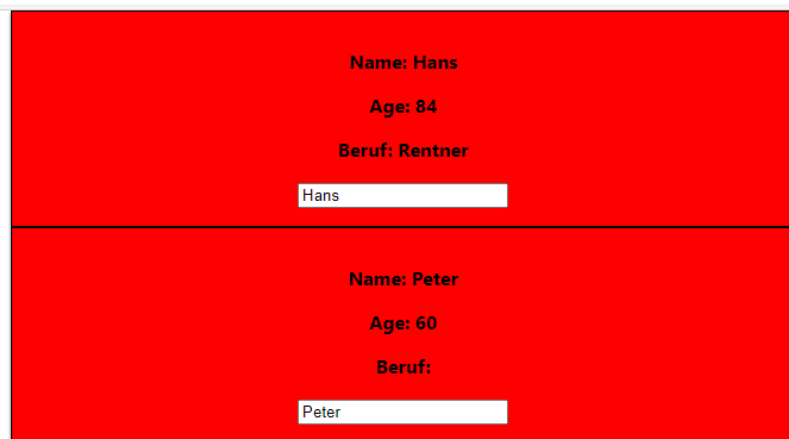 Name: Hans
Age: 84
Beruf: Rentner
Hans
Name: Peter
Age: 60
Beruf:
Peter